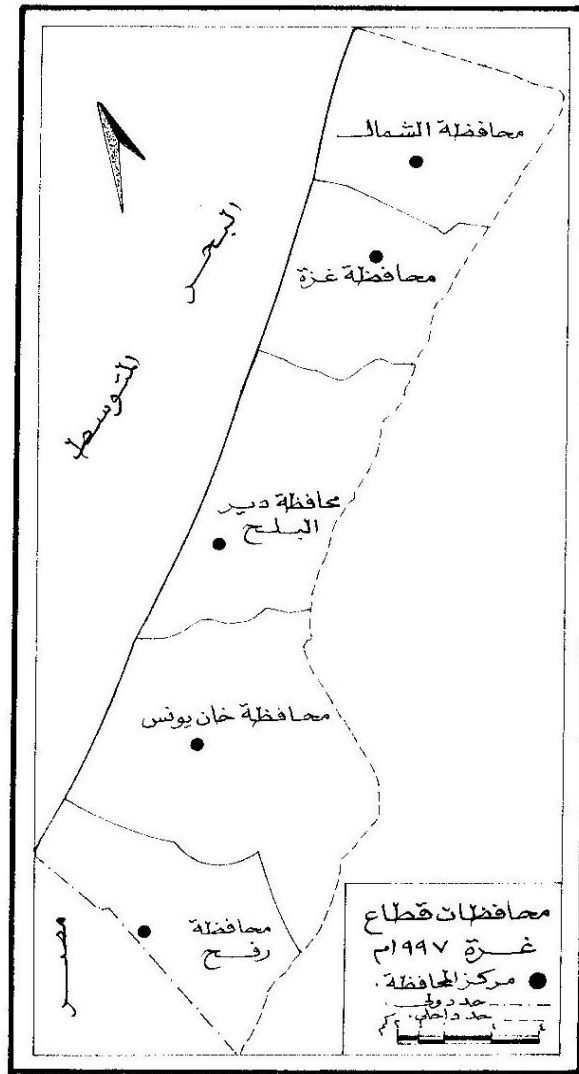 محافظة الشمال
البحر
محافظة غزة
المتوسط
محافظة دير
البلح
محافظة خان يونس
محافظة
رفح
مصر
محافظات قطاع
غزة ١٩٩٧م
مركز المحافظة.
حد دولي
حد داخلي.